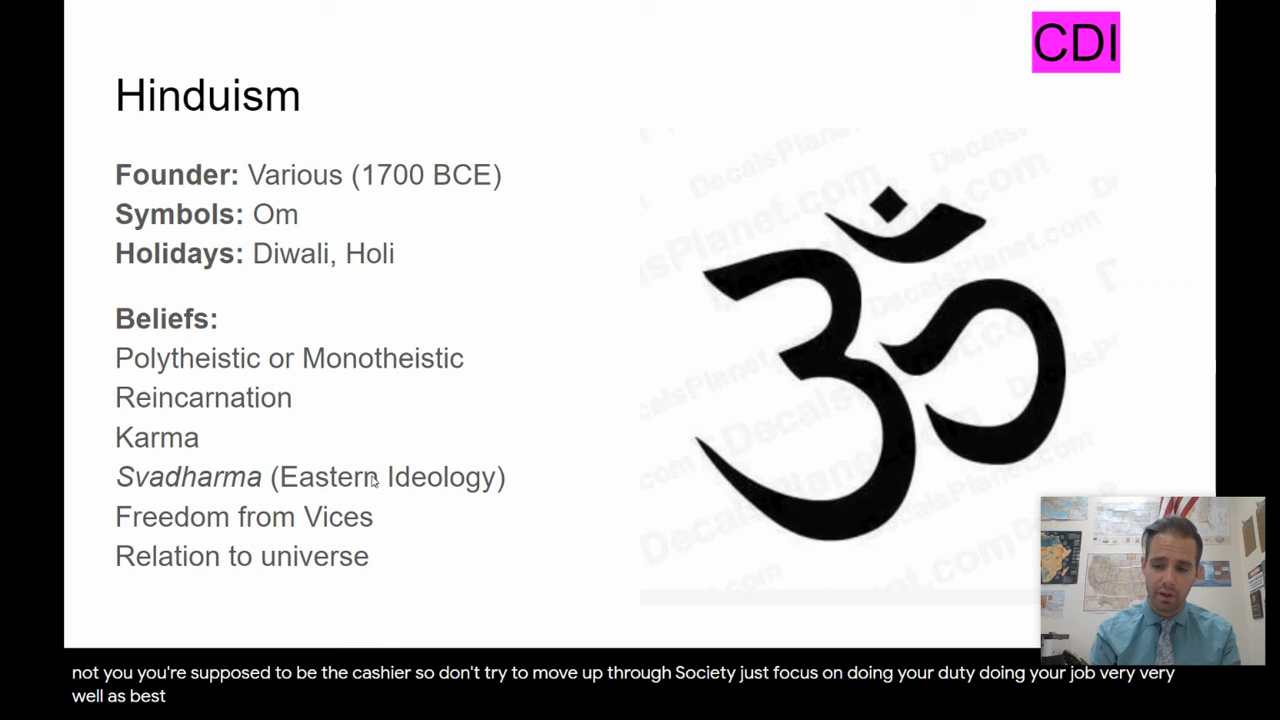 CDI
Hinduism
Founder: Various (1700 BCE)
Symbols: Om
Holidays: Diwali, Holi
Beliefs:
Polytheistic or Monotheistic
Reincarnation
Karma
Svadharma (Eastern Ideology)
Freedom from Vices
Relation to universe
ॐ
DecalsPlanet.com
not you you're supposed to be the cashier so don't try to move up through Society just focus on doing your duty doing your job very very
well as best